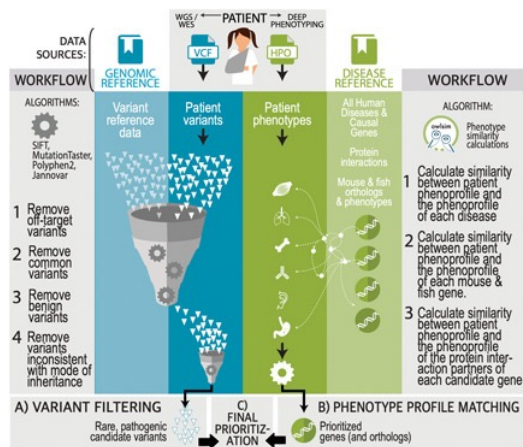 DATA
SOURCES:
WGS /
WES
PATIENT
DEEP
PHENOTYPING
VCF
HPO
GENOMIC
REFERENCE
DISEASE
REFERENCE
WORKFLOW
ALGORITHMS:
SIFT,
MutationTaster,
Polyphen2,
Jannovar
1 Remove
off-target
variants
2 Remove
common
variants
3 Remove
benign
variants
4 Remove
variants
inconsistent
with mode of
inheritance
Variant
reference
data
Patient
variants
Patient
phenotypes
All Human
Diseases &
Causal
Genes
Protein
interactions
Mouse & fish
orthologs
& phenotypes
WORKFLOW
ALGORITHM:
owlsim
Phenotype
similarity
calculations
1 Calculate similarity
between patient
phenoprofile and
the phenoprofile
of each disease
2 Calculate similarity
between patient
phenoprofile and
the phenoprofile
of each mouse &
fish gene.
3 Calculate similarity
between patient
phenoprofile and
the phenoprofile
of the protein inter-
action partners of
each candidate gene
A) VARIANT FILTERING
Rare, pathogenic
candidate variants
C)
FINAL
PRIORITIZ-
ATION
B) PHENOTYPE PROFILE MATCHING
Prioritized
genes (and orthologs)